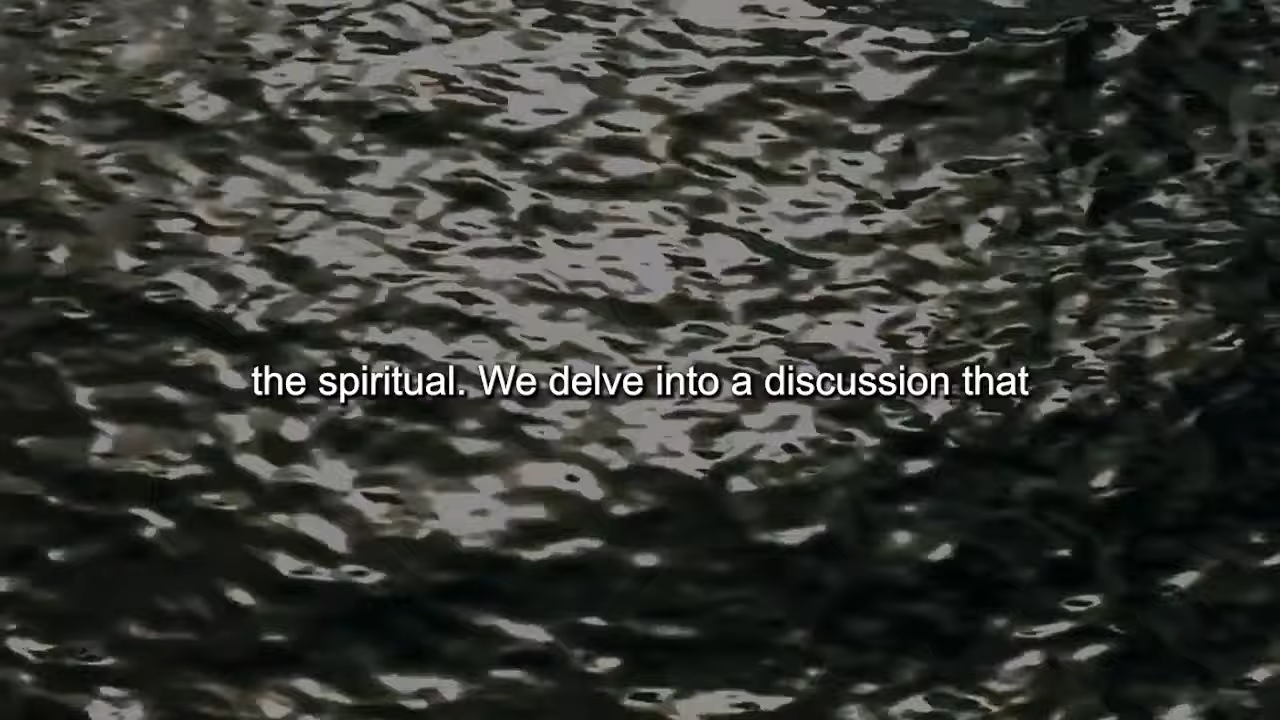 the spiritual. We delve into a discussion that